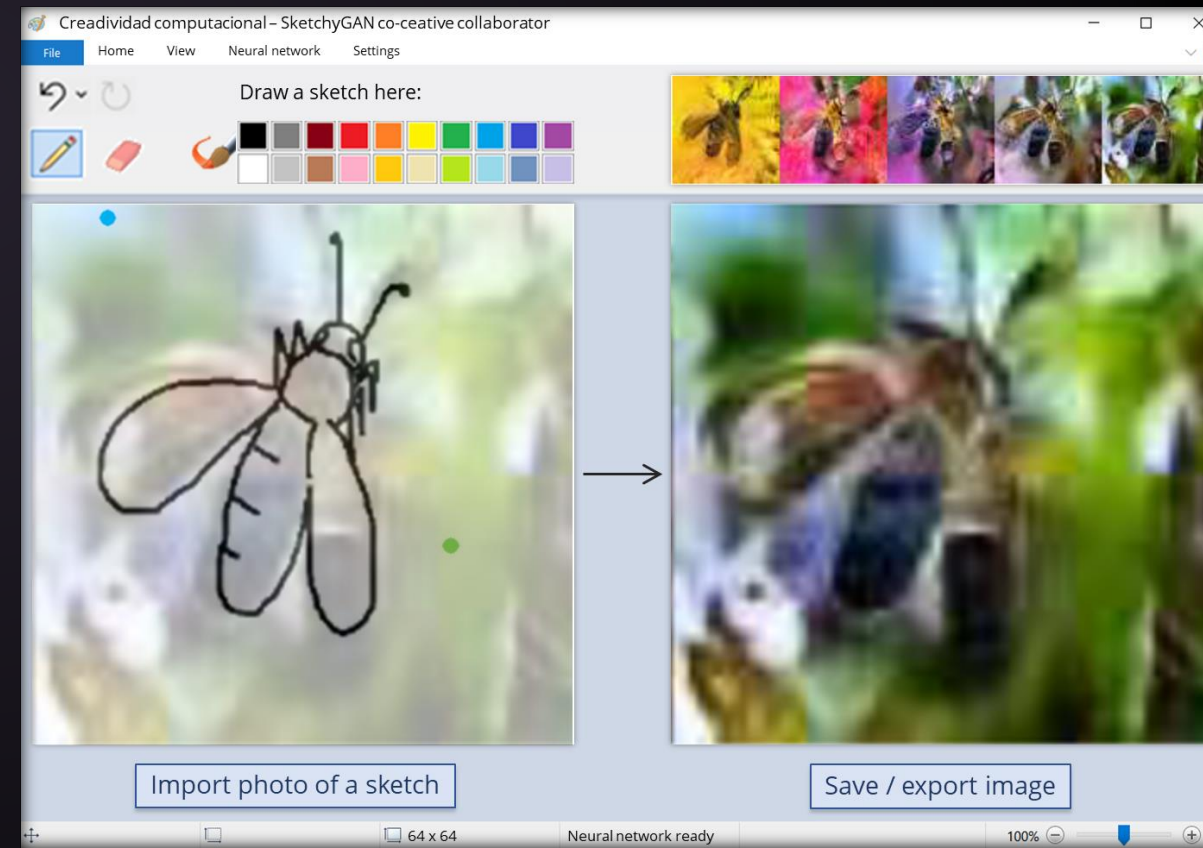 Creadividad computacional – SketchyGAN co-ceative collaborator
File Home View Neural network Settings
Draw a sketch here:
Import photo of a sketch
Save / export image
64 x 64 Neural network ready 100%